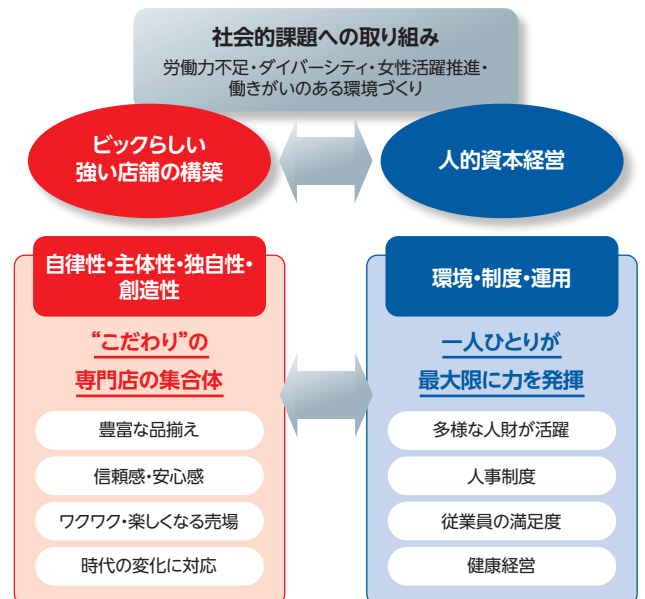 社会的課題への取り組み
労働力不足・ダイバーシティ・女性活躍推進・
働きがいのある環境づくり
ビックらしい
強い店舗の構築
人的資本経営
自律性・主体性・独自性・
創造性
“こだわり”の
専門店の集合体
豊富な品揃え
信頼感・安心感
ワクワク・楽しくなる売場
時代の変化に対応
環境・制度・運用
一人ひとりが
最大限に力を発揮
多様な人財が活躍
人事制度
従業員の満足度
健康経営